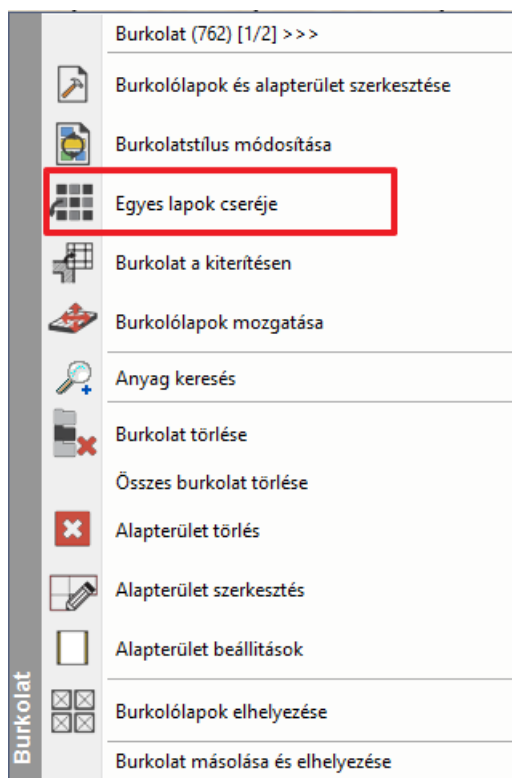 Burkolat (762) [1/2] >>>
Burkolólapok és alapterület szerkesztése
Burkolatstílus módosítása
Egyes lapok cseréje
Burkolat a kiterítésen
Burkolólapok mozgatása
Anyag keresés
Burkolat törlése
Összes burkolat törlése
Alapterület törlés
Alapterület szerkesztés
Alapterület beállitások
Burkolólapok elhelyezése
Burkolat másolása és elhelyezése
Burkolat